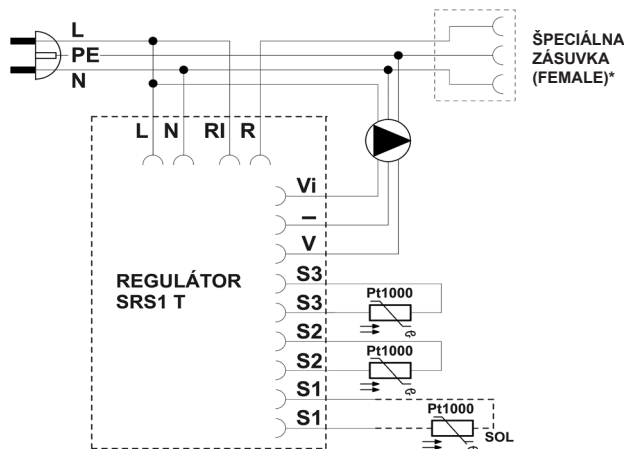 L
PE
N
ŠPECIÁLNA
ZÁSUVKA
(FEMALE)*
L N RI R
Vi
–
V
REGULÁTOR
SRS1 T
S3
S3
Pt1000
S2
S2
Pt1000
S1
S1
Pt1000
SOL